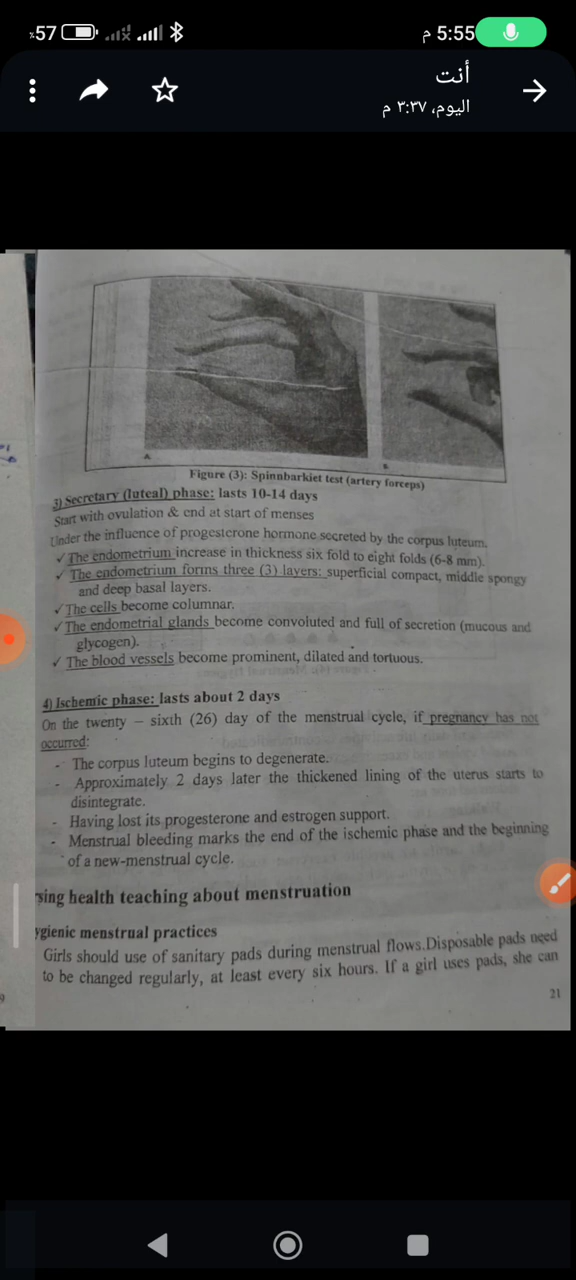 ٪57
5:55 م
أنت
اليوم، ٣:٣٧ م
A
B
Figure (3): Spinnbarkiet test (artery forceps)
3) Secretary (luteal) phase: lasts 10-14 days
Start with ovulation & end at start of menses
Under the influence of progesterone hormone secreted by the corpus luteum.
✓ The endometrium increase in thickness six fold to eight folds (6-8 mm).
✓ The endometrium forms three (3) layers: superficial compact, middle spongy
and deep basal layers.
✓ The cells become columnar.
✓ The endometrial glands become convoluted and full of secretion (mucous and
glycogen).
✓ The blood vessels become prominent, dilated and tortuous.
4) Ischemic phase: lasts about 2 days
On the twenty – sixth (26) day of the menstrual cycle, if pregnancy has not
occurred:
- The corpus luteum begins to degenerate.
- Approximately 2 days later the thickened lining of the uterus starts to
disintegrate.
- Having lost its progesterone and estrogen support.
- Menstrual bleeding marks the end of the ischemic phase and the beginning
of a new-menstrual cycle.
rsing health teaching about menstruation
ygienic menstrual practices
Girls should use of sanitary pads during menstrual flows.Disposable pads need
to be changed regularly, at least every six hours. If a girl uses pads, she can
21
9